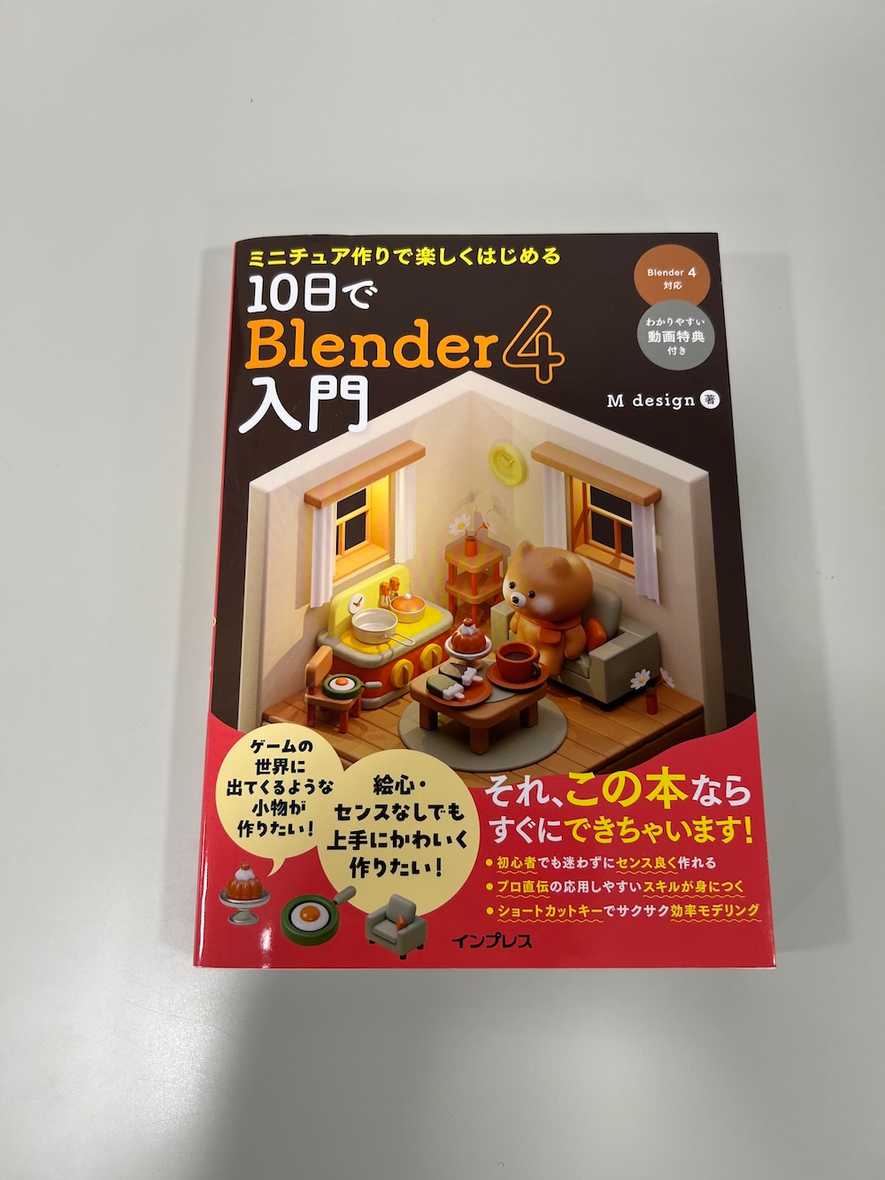 ミニチュア作りで楽しくはじめる
10日で
Blender 4
入門
Blender 4
対応
わかりやすい
動画特典
付き
M design 著
ゲームの
世界に
出てくるような
小物が
作りたい！
絵心・
センスなしでも
上手にかわいく
作りたい！
それ、この本なら
すぐにできちゃいます！
●初心者でも迷わずにセンス良く作れる
●プロ直伝の応用しやすいスキルが身につく
●ショートカットキーでサクサク効率モデリング
インプレス